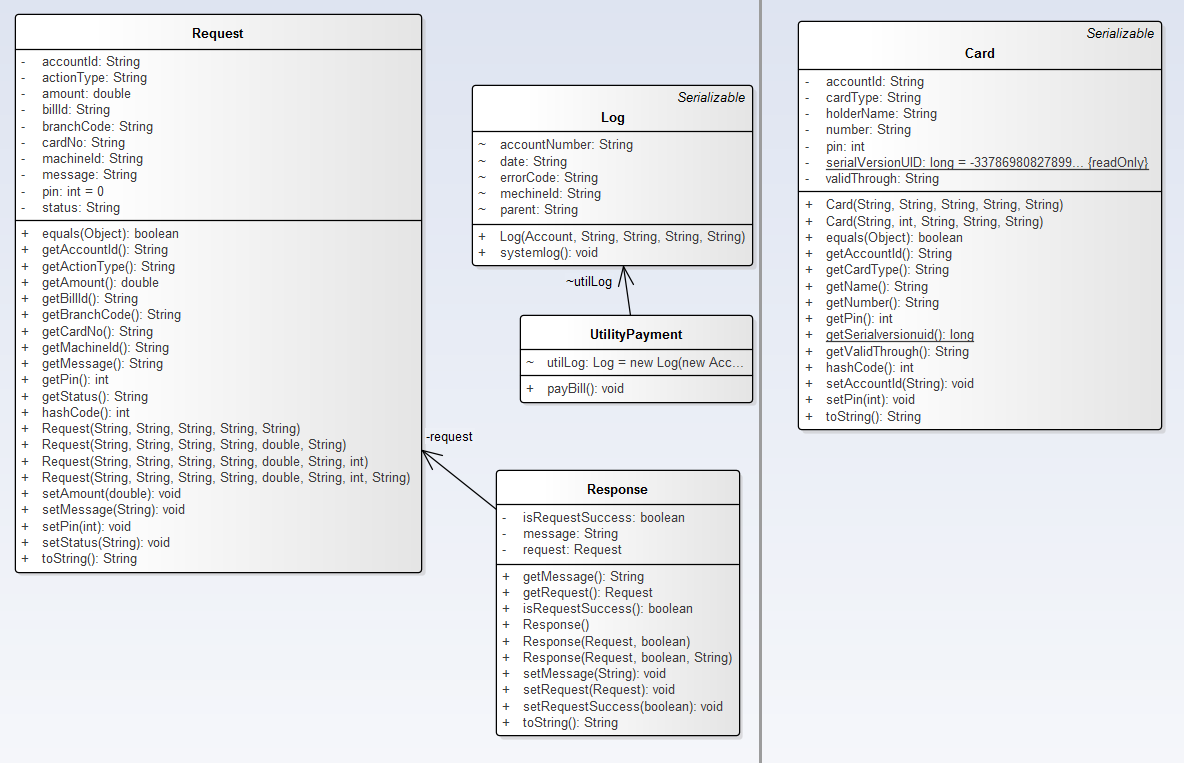 Request
- accountId: String
- actionType: String
- amount: double
- billId: String
- branchCode: String
- cardNo: String
- machineId: String
- message: String
- pin: int = 0
- status: String
+ equals(Object): boolean
+ getAccountId(): String
+ getActionType(): String
+ getAmount(): double
+ getBillId(): String
+ getBranchCode(): String
+ getCardNo(): String
+ getMachineId(): String
+ getMessage(): String
+ getPin(): int
+ getStatus(): String
+ hashCode(): int
+ Request(String, String, String, String, String)
+ Request(String, String, String, String, double, String)
+ Request(String, String, String, String, double, String, int)
+ Request(String, String, String, String, double, String, int, String)
+ setAmount(double): void
+ setMessage(String): void
+ setPin(int): void
+ setStatus(String): void
+ toString(): String
Serializable
Log
~ accountNumber: String
~ date: String
~ errorCode: String
~ mechineId: String
~ parent: String
+ Log(Account, String, String, String, String)
+ systemlog(): void
~utilLog
UtilityPayment
~ utilLog: Log = new Log(new Acc...
+ payBill(): void
-request
Response
- isRequestSuccess: boolean
- message: String
- request: Request
+ getMessage(): String
+ getRequest(): Request
+ isRequestSuccess(): boolean
+ Response()
+ Response(Request, boolean)
+ Response(Request, boolean, String)
+ setMessage(String): void
+ setRequest(Request): void
+ setRequestSuccess(boolean): void
+ toString(): String
Serializable
Card
- accountId: String
- cardType: String
- holderName: String
- number: String
- pin: int
- serialVersionUID: long = -33786980827899... {readOnly}
- validThrough: String
+ Card(String, String, String, String, String)
+ Card(String, int, String, String, String)
+ equals(Object): boolean
+ getAccountId(): String
+ getCardType(): String
+ getName(): String
+ getNumber(): String
+ getPin(): int
+ getSerialversionuid(): long
+ getValidThrough(): String
+ hashCode(): int
+ setAccountId(String): void
+ setPin(int): void
+ toString(): String